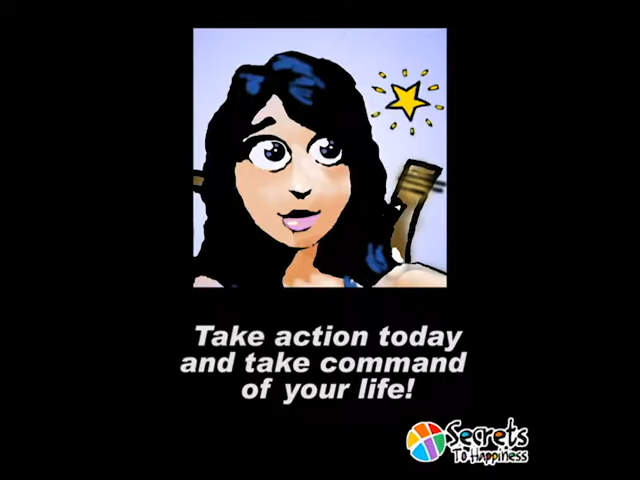 Take action today
and take command
of your life!
Secrets
To Happiness